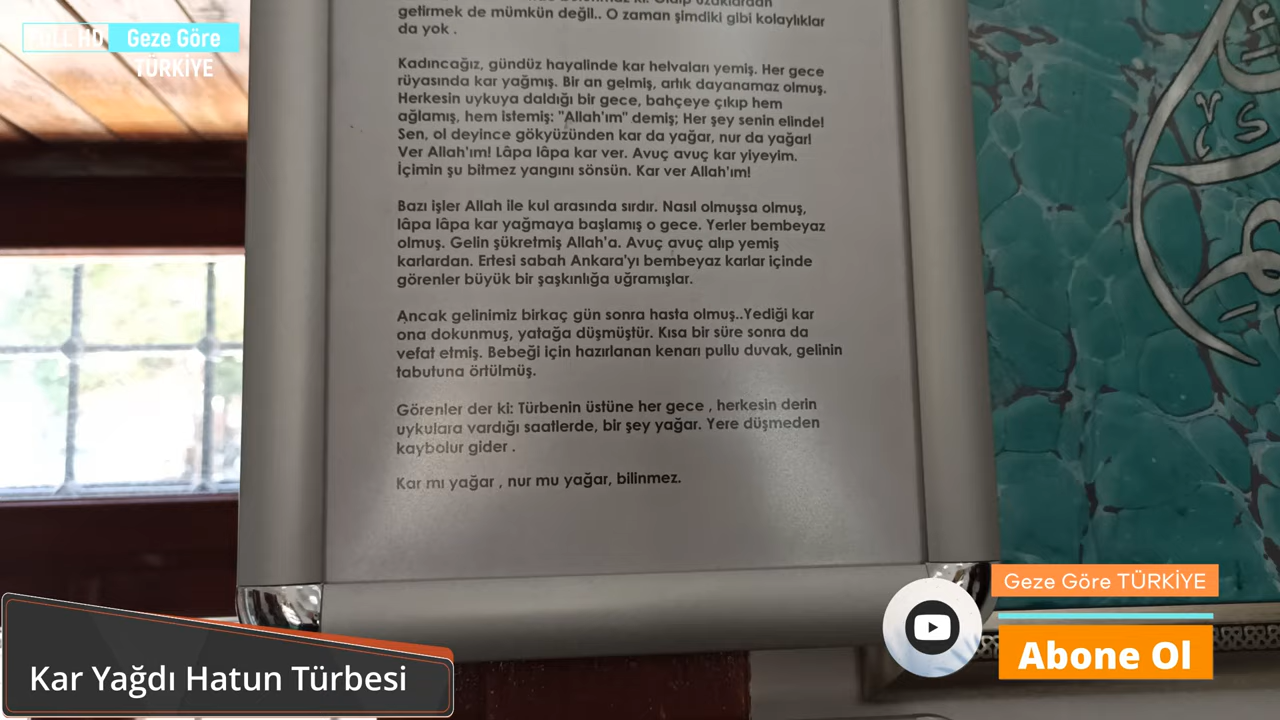 FULL HD Geze Göre
TÜRKİYE
getirmek de mümkün değil.. O zaman şimdiki gibi kolaylıklar
da yok .
Kadıncağız, gündüz hayalinde kar helvaları yemiş. Her gece
rüyasında kar yağmış. Bir an gelmiş, artık dayanamaz olmuş.
Herkesin uykuya daldığı bir gece, bahçeye çıkıp hem
ağlamış, hem istemiş: "Allah'ım" demiş; Her şey senin elinde!
Sen, ol deyince gökyüzünden kar da yağar, nur da yağar!
Ver Allah'ım! Lâpa lâpa kar ver. Avuç avuç kar yiyeyim.
İçimin şu bitmez yangını sönsün. Kar ver Allah'ım!
Bazı işler Allah ile kul arasında sırdır. Nasıl olmuşsa olmuş,
lâpa lâpa kar yağmaya başlamış o gece. Yerler bembeyaz
olmuş. Gelin şükretmiş Allah'a. Avuç avuç alıp yemiş
karlardan. Ertesi sabah Ankara'yı bembeyaz karlar içinde
görenler büyük bir şaşkınlığa uğramışlar.
Ancak gelinimiz birkaç gün sonra hasta olmuş..Yediği kar
ona dokunmuş, yatağa düşmüştür. Kısa bir süre sonra da
vefat etmiş. Bebeği için hazırlanan kenarı pullu duvak, gelinin
tabutuna örtülmüş.
Görenler der ki: Türbenin üstüne her gece , herkesin derin
uykulara vardığı saatlerde, bir şey yağar. Yere düşmeden
kaybolur gider .
Kar mı yağar , nur mu yağar, bilinmez.
Geze Göre TÜRKİYE
Abone Ol
Kar Yağdı Hatun Türbesi